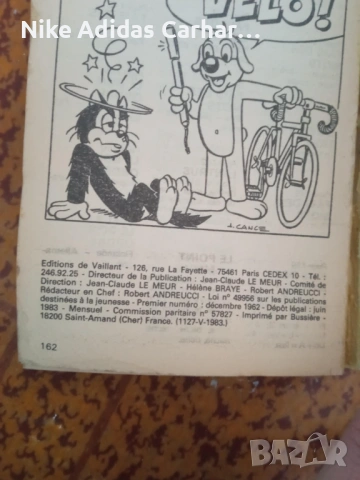 Nike Adidas Carhar...
VÉLO!
J. CANCE
LE POINT
Editions de Vaillant - 126, rue La Fayette - 75461 Paris CEDEX 10 - Tél. :
246.92.25 - Directeur de la Publication : Jean-Claude LE MEUR - Comité de
Direction : Jean-Claude LE MEUR - Hélène BRAYE - Robert ANDREUCCI -
Rédacteur en Chef : Robert ANDREUCCI - Loi n° 49956 sur les publications
destinées à la jeunesse - Premier numéro : décembre 1962 - Dépôt légal : juin
1983 - Mensuel - Commission paritaire n° 57827 - Imprimé par Bussière -
18200 Saint-Amand (Cher) France. (1127-V-1983.)
162
bazar.bg